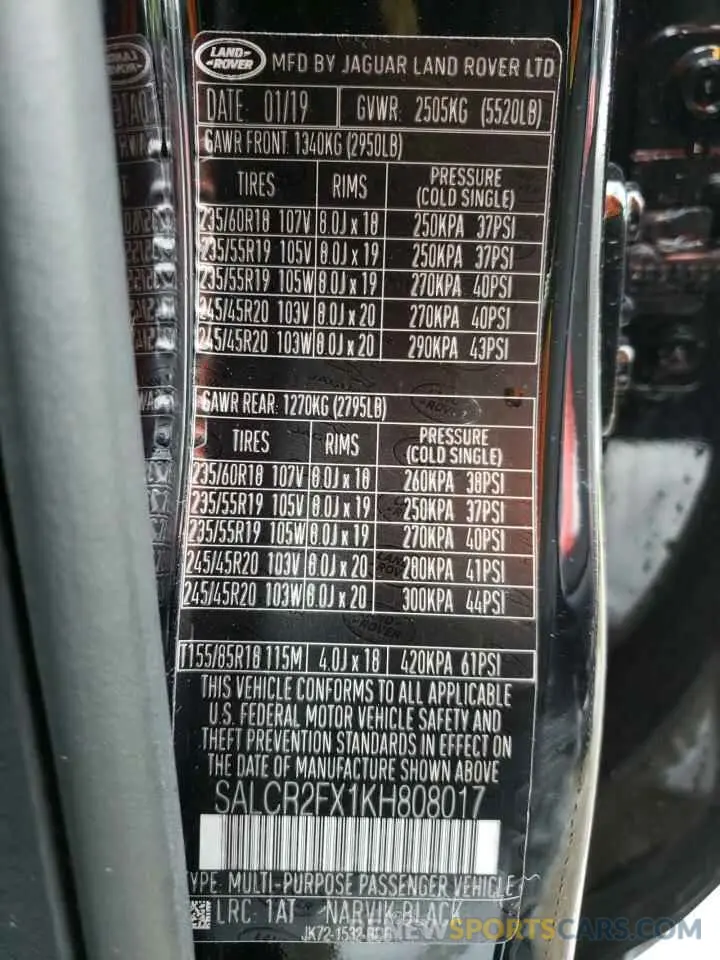 LAND ROVER MFD BY JAGUAR LAND ROVER LTD
DATE: 01/19 GVWR: 2505KG (5520LB)
GAWR FRONT: 1340KG (2950LB)
TIRES RIMS PRESSURE (COLD SINGLE)
235/60R18 107V 8.0J x 18 250KPA 37PSI
235/55R19 105V 8.0J x 19 250KPA 37PSI
235/55R19 105W 8.0J x 19 270KPA 40PSI
245/45R20 103V 8.0J x 20 270KPA 40PSI
245/45R20 103W 8.0J x 20 290KPA 43PSI
GAWR REAR: 1270KG (2795LB)
TIRES RIMS PRESSURE (COLD SINGLE)
235/60R18 107V 8.0J x 18 260KPA 38PSI
235/55R19 105V 8.0J x 19 250KPA 37PSI
235/55R19 105W 8.0J x 19 270KPA 40PSI
245/45R20 103V 8.0J x 20 280KPA 41PSI
245/45R20 103W 8.0J x 20 300KPA 44PSI
T155/85R18 115M 4.0J x 18 420KPA 61PSI
THIS VEHICLE CONFORMS TO ALL APPLICABLE
U.S. FEDERAL MOTOR VEHICLE SAFETY AND
THEFT PREVENTION STANDARDS IN EFFECT ON
THE DATE OF MANUFACTURE SHOWN ABOVE
SALCR2FX1KH808017
TYPE: MULTI-PURPOSE PASSENGER VEHICLE
LRC: 1AT NARVIK BLACK
RENEWSPORTSCARS.COM